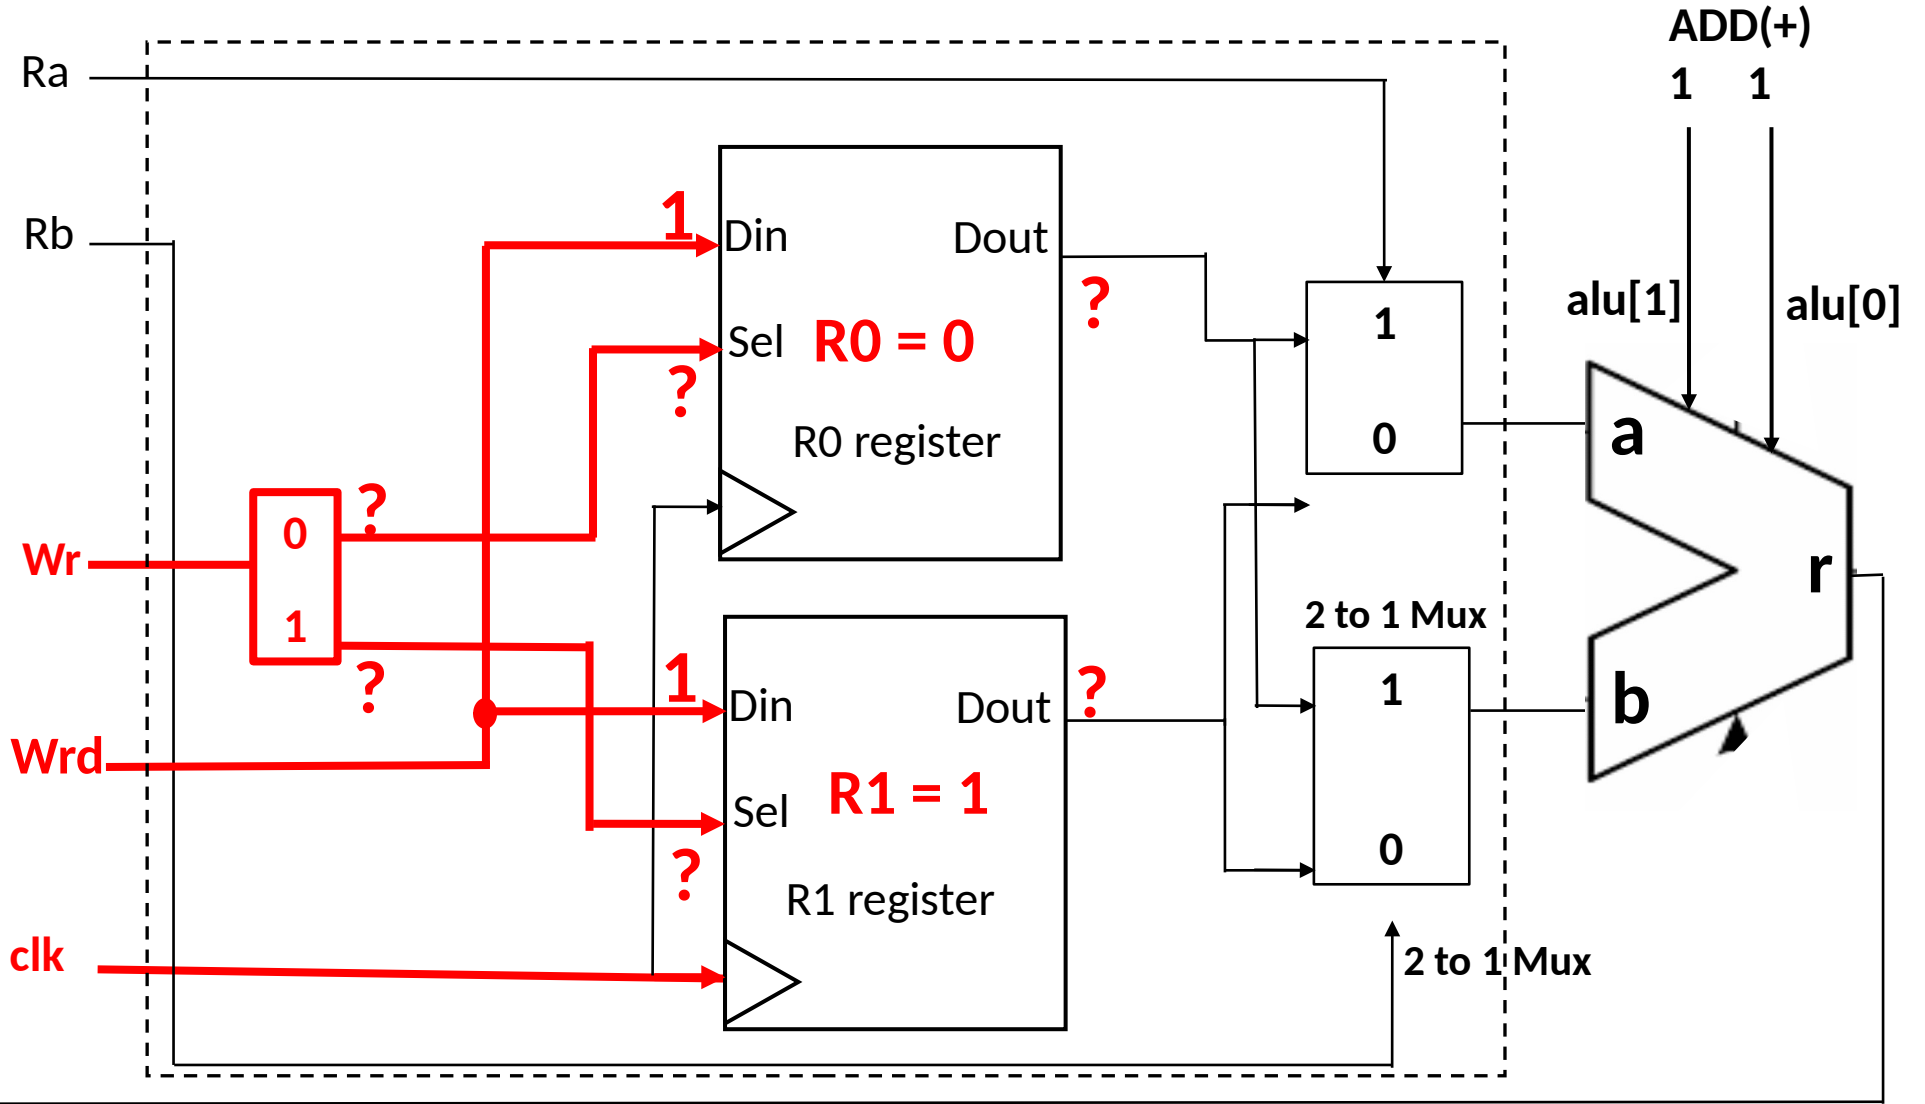 ADD(+)
Ra
1 1
1
Din
Dout
Rb
?
alu[1]
alu[0]
1
Sel
R0 = 0
?
a
0
R0 register
?
0
Wr
r
1
2 to 1 Mux
?
1
Din
Dout
?
1
b
Wrd
R1 = 1
Sel
0
?
R1 register
clk
2 to 1 Mux